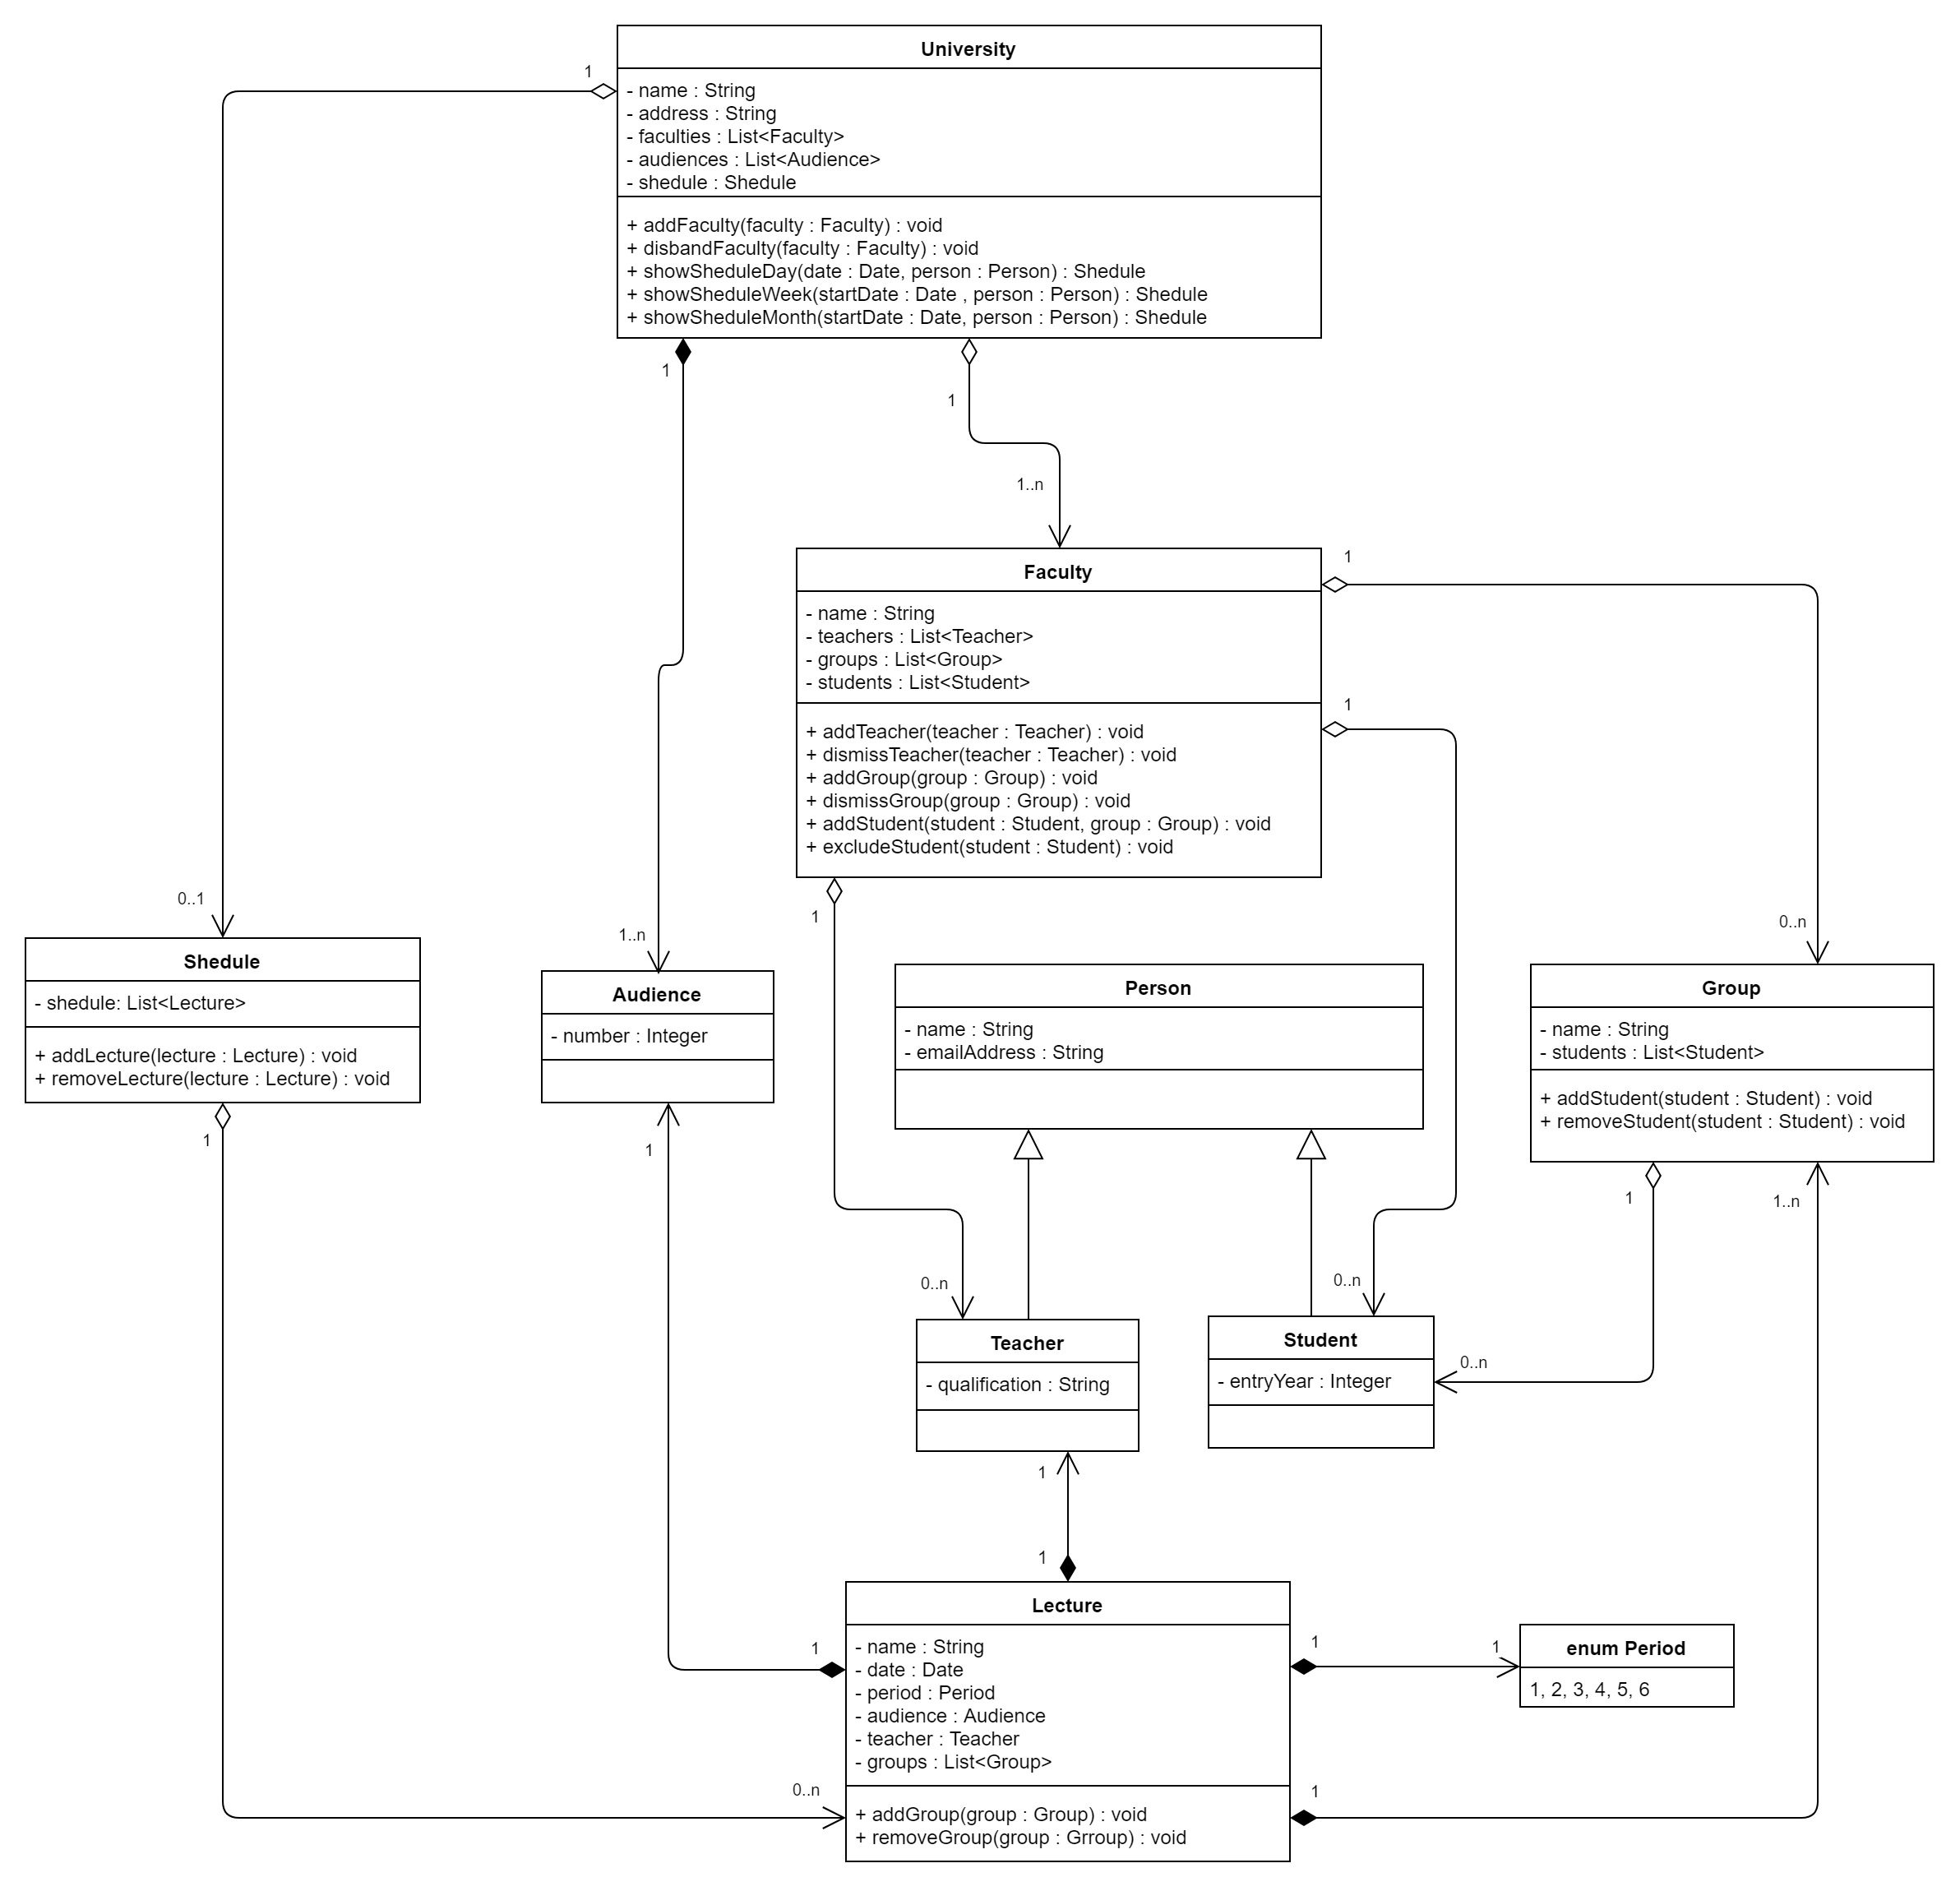 University
1
- name : String
- address : String
- faculties : List<Faculty>
- audiences : List<Audience>
- shedule : Shedule
+ addFaculty(faculty : Faculty) : void
+ disbandFaculty(faculty : Faculty) : void
+ showSheduleDay(date : Date, person : Person) : Shedule
+ showSheduleWeek(startDate : Date , person : Person) : Shedule
+ showSheduleMonth(startDate : Date, person : Person) : Shedule
1
1
1..n
Faculty
1
- name : String
- teachers : List<Teacher>
- groups : List<Group>
- students : List<Student>
1
+ addTeacher(teacher : Teacher) : void
+ dismissTeacher(teacher : Teacher) : void
+ addGroup(group : Group) : void
+ dismissGroup(group : Group) : void
+ addStudent(student : Student, group : Group) : void
+ excludeStudent(student : Student) : void
0..1
1
0..n
1..n
Shedule
- shedule: List<Lecture>
+ addLecture(lecture : Lecture) : void
+ removeLecture(lecture : Lecture) : void
1
Audience
- number : Integer
1
Person
- name : String
- emailAddress : String
Group
- name : String
- students : List<Student>
+ addStudent(student : Student) : void
+ removeStudent(student : Student) : void
1
1..n
0..n
0..n
Teacher
- qualification : String
Student
- entryYear : Integer
0..n
1
1
Lecture
1
- name : String
- date : Date
- period : Period
- audience : Audience
- teacher : Teacher
- groups : List<Group>
1
1
enum Period
1, 2, 3, 4, 5, 6
0..n
1
+ addGroup(group : Group) : void
+ removeGroup(group : Grroup) : void